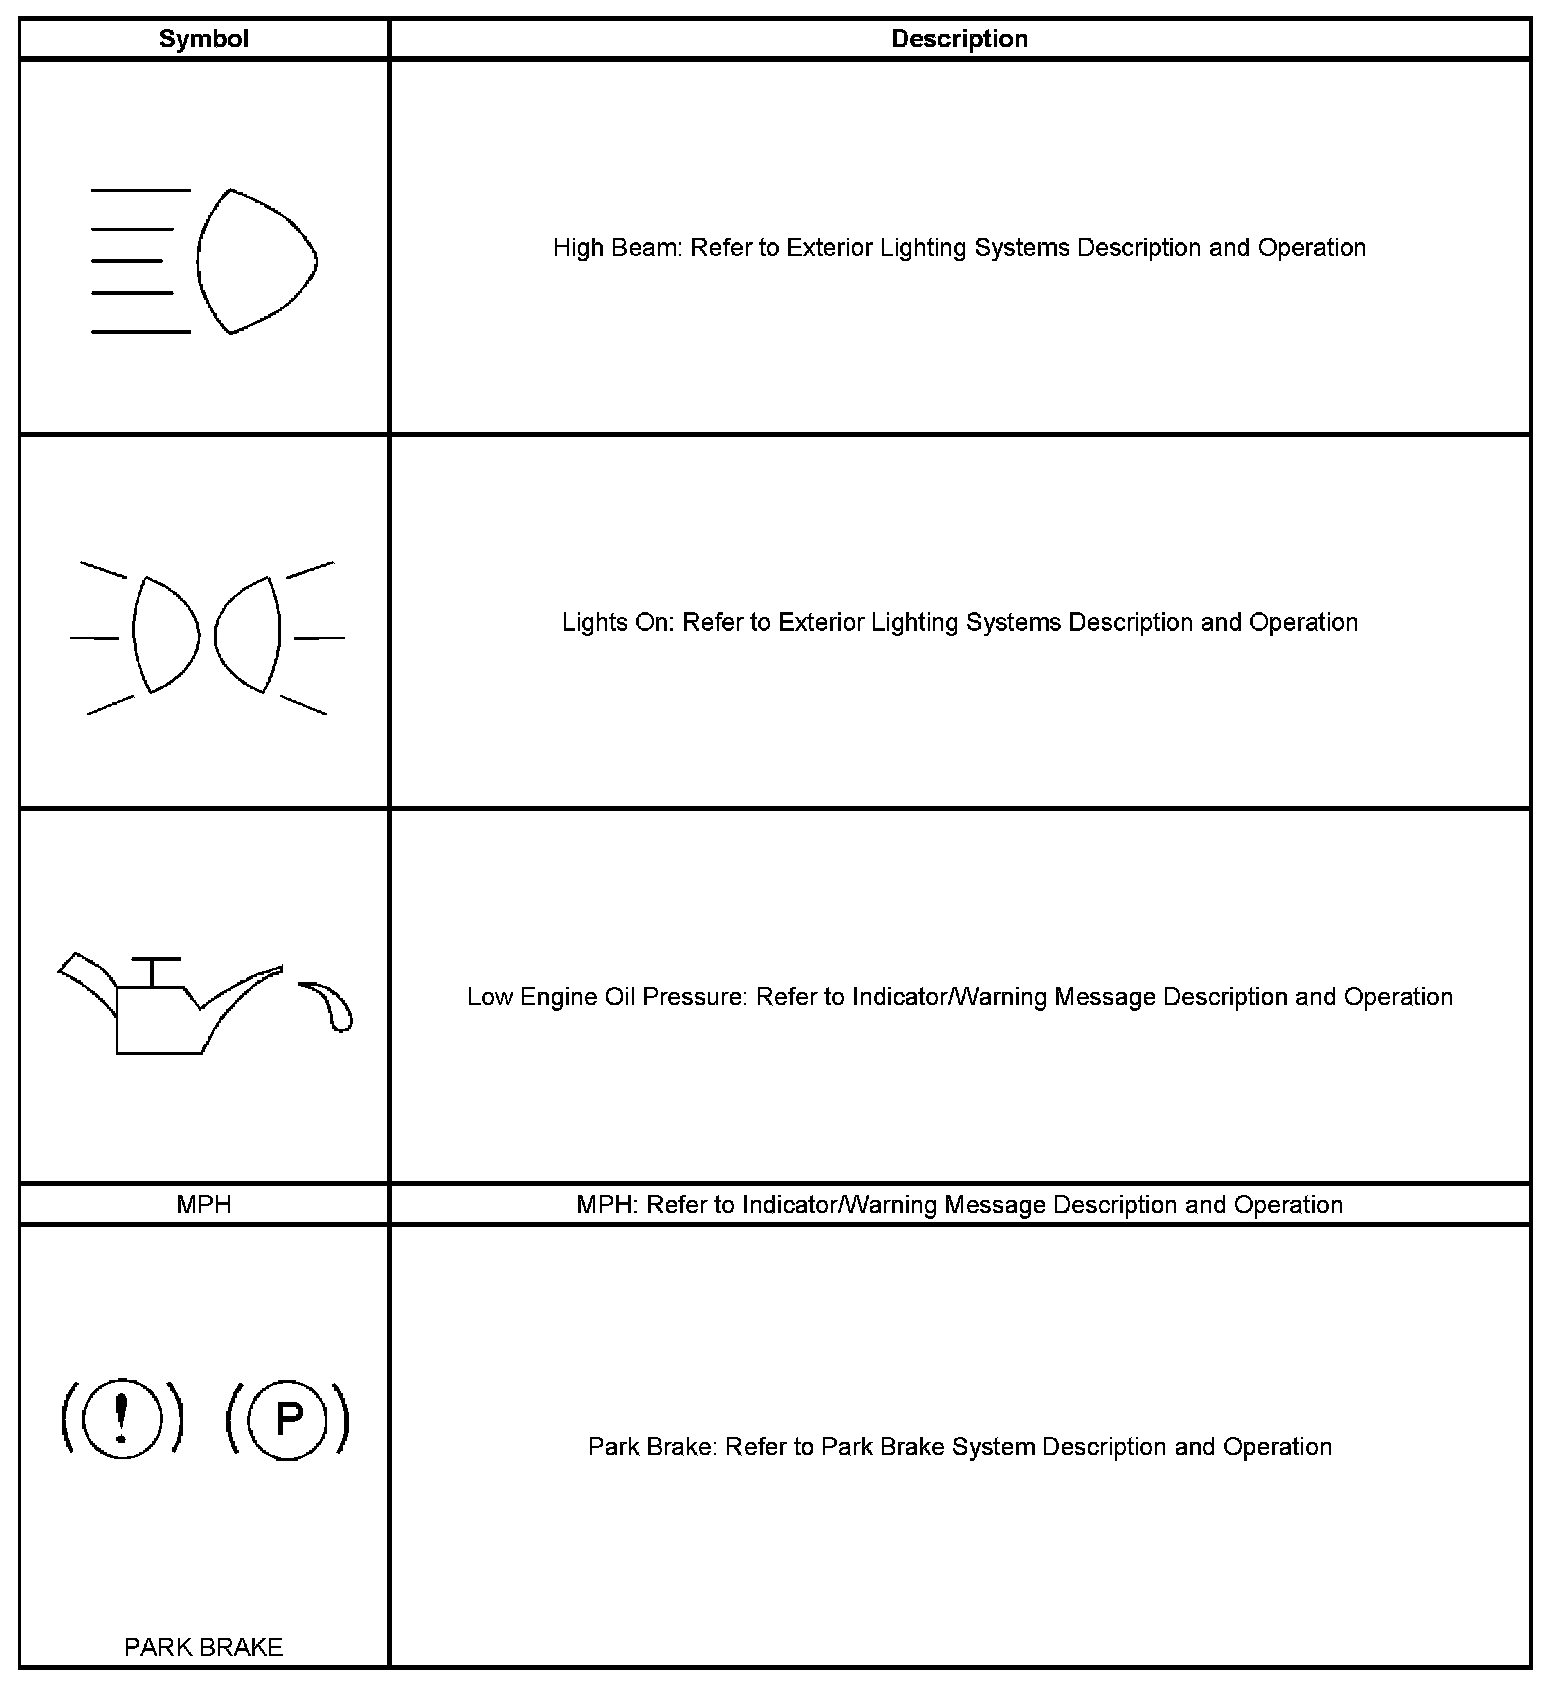 Symbol Description
High Beam: Refer to Exterior Lighting Systems Description and Operation
Lights On: Refer to Exterior Lighting Systems Description and Operation
Low Engine Oil Pressure: Refer to Indicator/Warning Message Description and Operation
MPH MPH: Refer to Indicator/Warning Message Description and Operation
! P
Park Brake: Refer to Park Brake System Description and Operation
PARK BRAKE